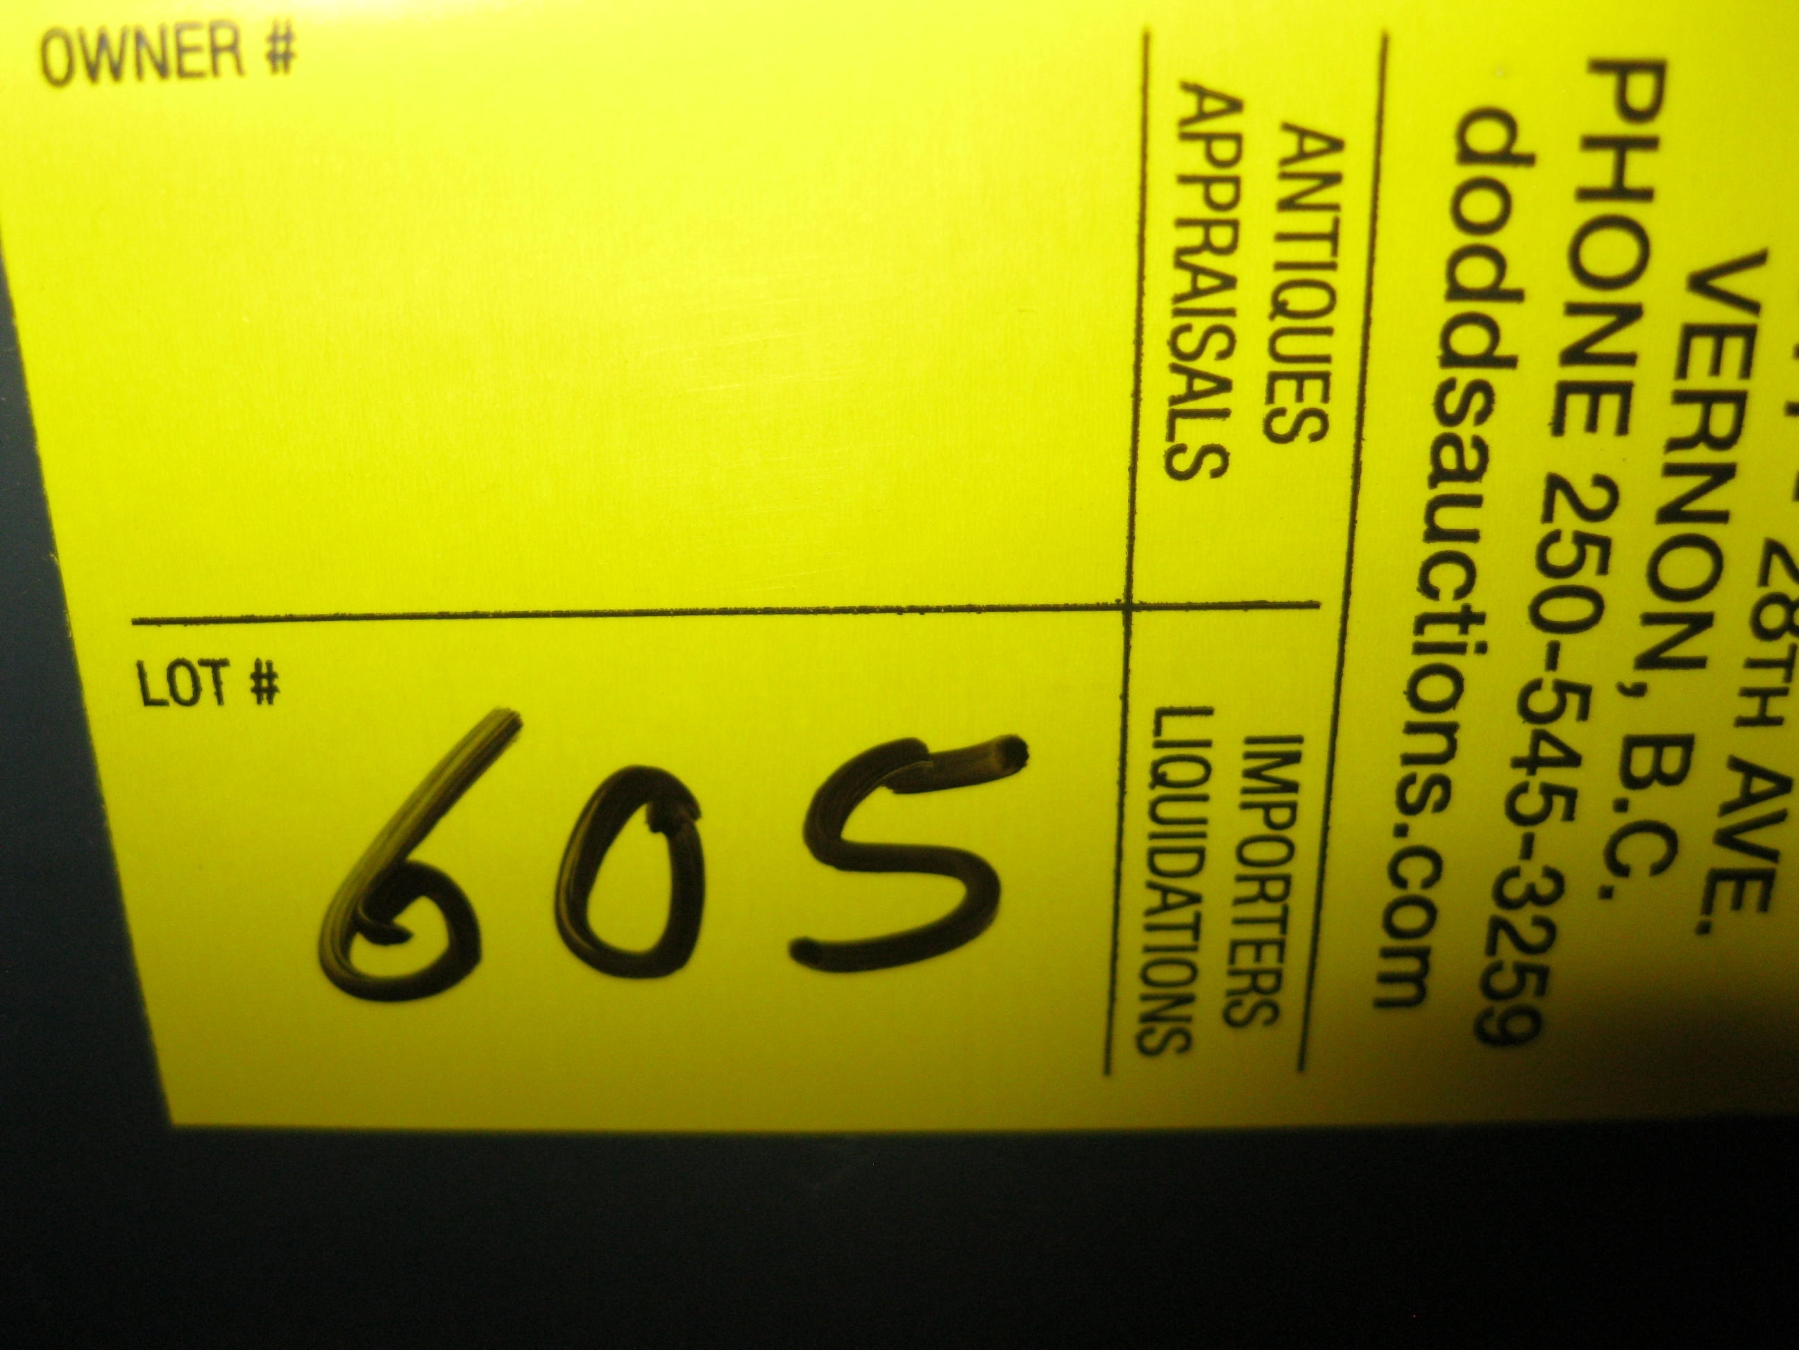 28TH AVE.
VERNON, B.C.
PHONE 250-545-3259
doddsauctions.com
ANTIQUES
APPRAISALS
IMPORTERS
LIQUIDATIONS
OWNER #
LOT #
605